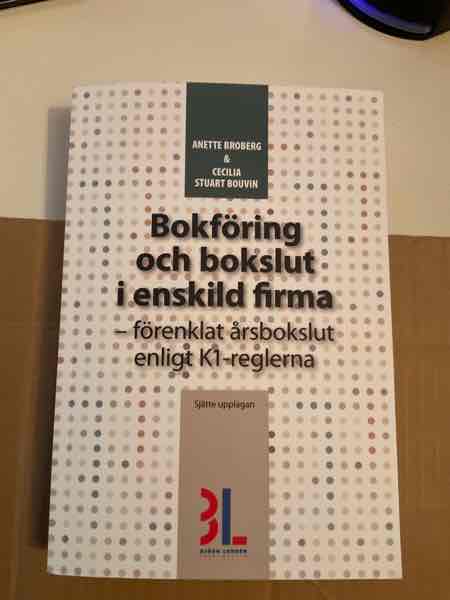 ANETTE BROBERG
&
CECILIA
STUART BOUVIN
Bokföring
och bokslut
i enskild firma
– förenklat årsbokslut
enligt K1-reglerna
Sjätte upplagan
BL
BJÖRN LUNDÉN